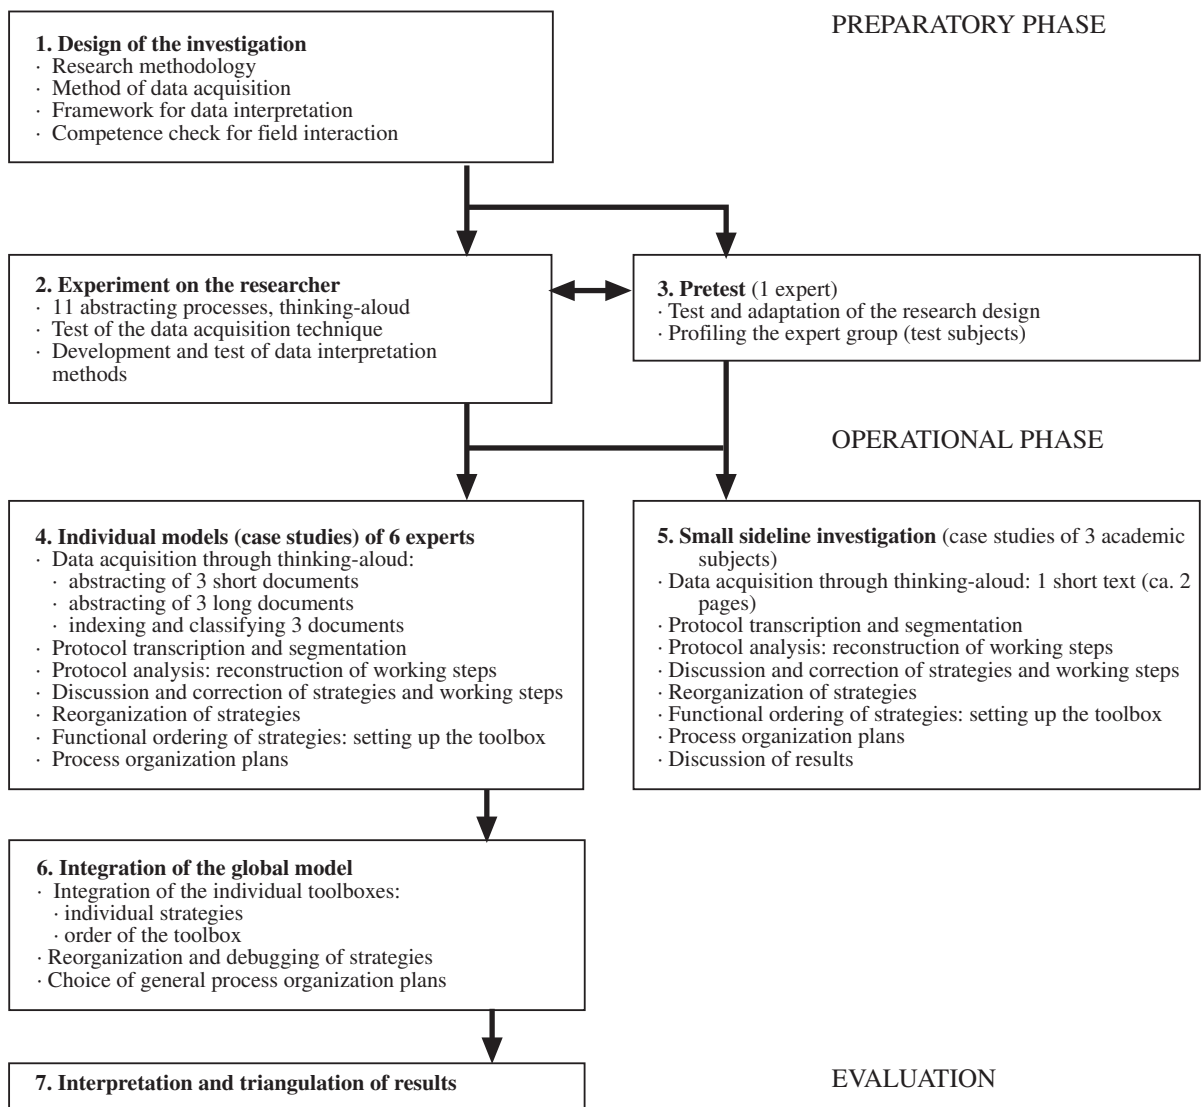 PREPARATORY PHASE
1. Design of the investigation
· Research methodology
· Method of data acquisition
· Framework for data interpretation
· Competence check for field interaction
2. Experiment on the researcher
· 11 abstracting processes, thinking-aloud
· Test of the data acquisition technique
· Development and test of data interpretation
methods
3. Pretest (1 expert)
· Test and adaptation of the research design
· Profiling the expert group (test subjects)
OPERATIONAL PHASE
4. Individual models (case studies) of 6 experts
· Data acquisition through thinking-aloud:
· abstracting of 3 short documents
· abstracting of 3 long documents
· indexing and classifying 3 documents
· Protocol transcription and segmentation
· Protocol analysis: reconstruction of working steps
· Discussion and correction of strategies and working steps
· Reorganization of strategies
· Functional ordering of strategies: setting up the toolbox
· Process organization plans
5. Small sideline investigation (case studies of 3 academic
subjects)
· Data acquisition through thinking-aloud: 1 short text (ca. 2
pages)
· Protocol transcription and segmentation
· Protocol analysis: reconstruction of working steps
· Discussion and correction of strategies and working steps
· Reorganization of strategies
· Functional ordering of strategies: setting up the toolbox
· Process organization plans
· Discussion of results
6. Integration of the global model
· Integration of the individual toolboxes:
· individual strategies
· order of the toolbox
· Reorganization and debugging of strategies
· Choice of general process organization plans
7. Interpretation and triangulation of results
EVALUATION